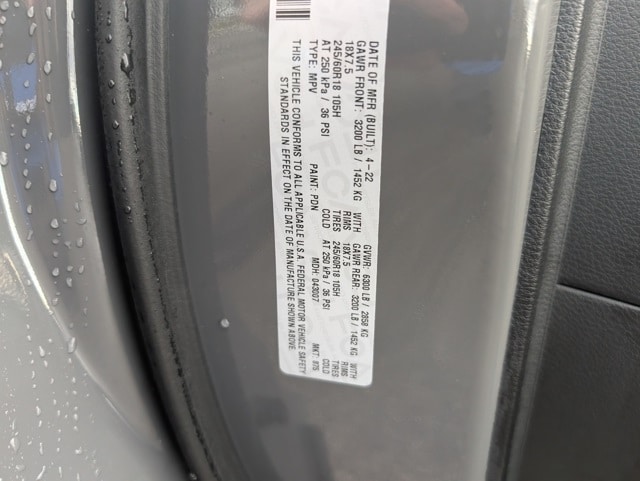 DATE OF MFR (BUILT): 4-22 GVWR: 6300 LB / 2858 KG
GAWR FRONT: 3200 LB / 1452 KG WITH GAWR REAR: 3200 LB / 1452 KG WITH
18X7.5 RIMS 18X7.5 RIMS
245/60R18 105H TIRES 245/60R18 105H TIRES
AT 250 kPa / 36 PSI COLD AT 250 kPa / 36 PSI COLD
TYPE: MPV PAINT: PDN MDH: 043007 MKT:
THIS VEHICLE CONFORMS TO ALL APPLICABLE U.S.A. FEDERAL MOTOR VEHICLE SAFETY
STANDARDS IN EFFECT ON THE DATE OF MANUFACTURE SHOWN ABOVE.